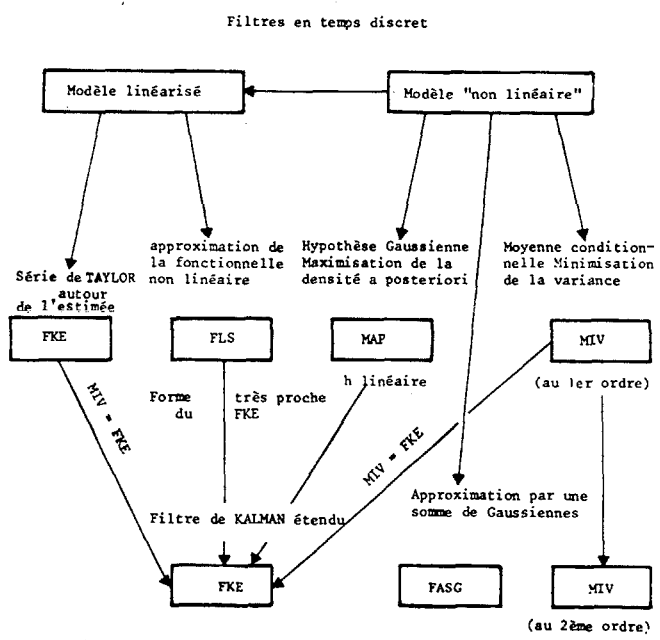 Filtres en temps discret
Modèle linéarisé
Modèle "non linéaire"
Série de TAYLOR
autour
de l'estimée
approximation de
la fonctionnelle
non linéaire
Hypothèse Gaussienne
Maximisation de la
densité a posteriori
Moyenne condition-
nelle Minimisation
de la variance
FKE
FLS
MAP
MIV
MIV = FKE
Forme très proche
du FKE
h linéaire
(au 1er ordre)
MIV = FKE
Approximation par une
somme de Gaussiennes
Filtre de KALMAN étendu
FKE
FASG
MIV
(au 2ème ordre)